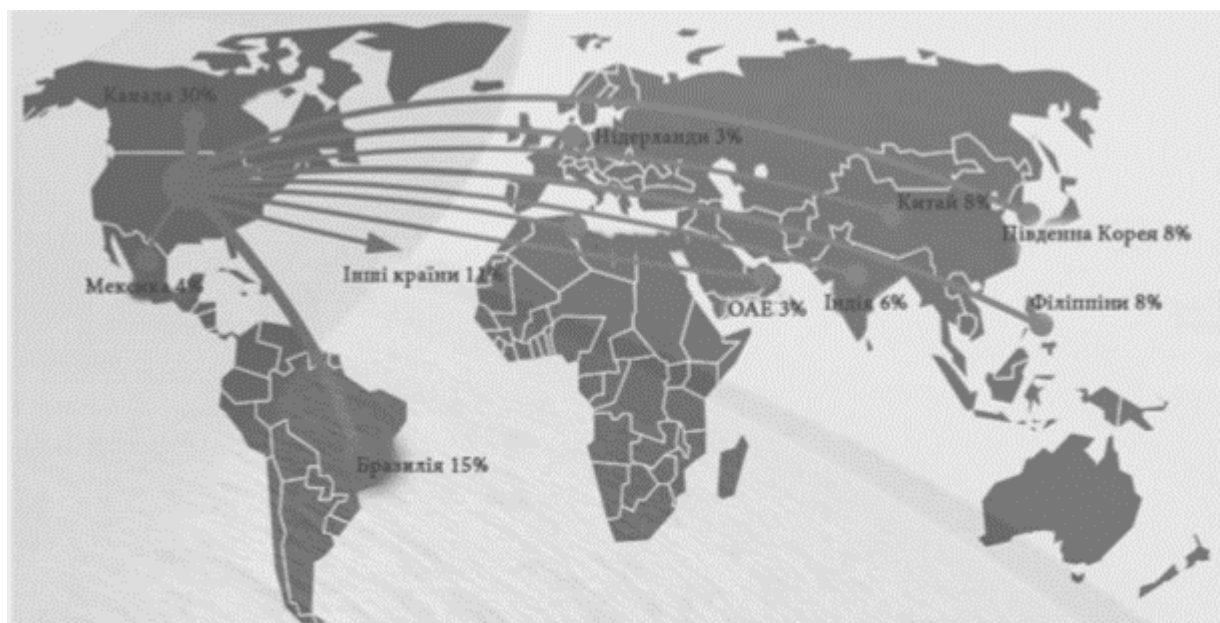 Канада 30%
Нідерланди 3%
Китай 8%
Південна Корея 8%
Мексика 4%
Інші країни 11%
ОАЕ 3%
Індія 6%
Філіппіни 8%
Бразилія 15%